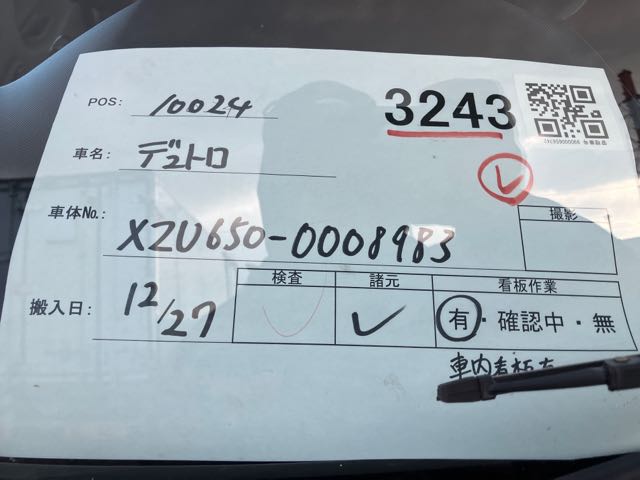 POS: 10024
3243
車名: デュトロ
車体No.: XZU650-0008983
撮影
搬入日: 12/27
検査
諸元
看板作業
有・確認中・無
車内看板有